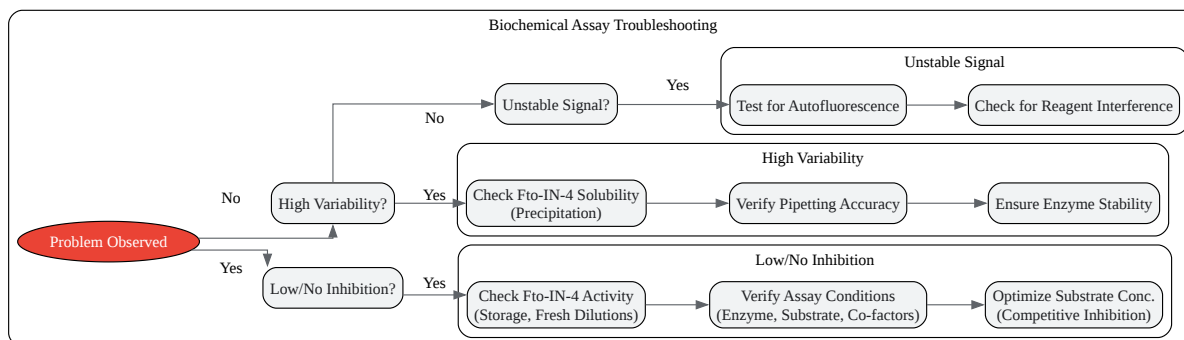 Biochemical Assay Troubleshooting
Unstable Signal
Yes
Unstable Signal?
Test for Autofluorescence
Check for Reagent Interference
No
High Variability
No
High Variability?
Yes
Check Fto-IN-4 Solubility
(Precipitation)
Verify Pipetting Accuracy
Ensure Enzyme Stability
Problem Observed
Yes
Low/No Inhibition
Low/No Inhibition?
Yes
Check Fto-IN-4 Activity
(Storage, Fresh Dilutions)
Verify Assay Conditions
(Enzyme, Substrate, Co-factors)
Optimize Substrate Conc.
(Competitive Inhibition)